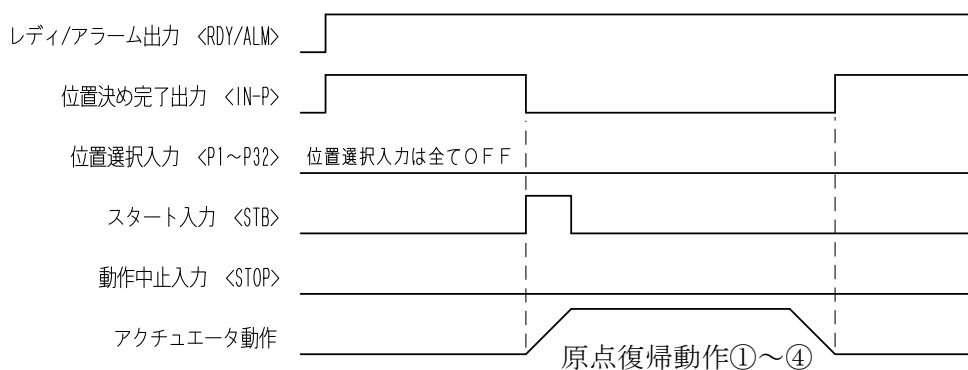 レディ/アラーム出力 <RDY/ALM>
位置決め完了出力 <IN-P>
位置選択入力 <P1～P32> 位置選択入力は全てＯＦＦ
スタート入力 <STB>
動作中止入力 <STOP>
アクチュエータ動作
原点復帰動作①～④